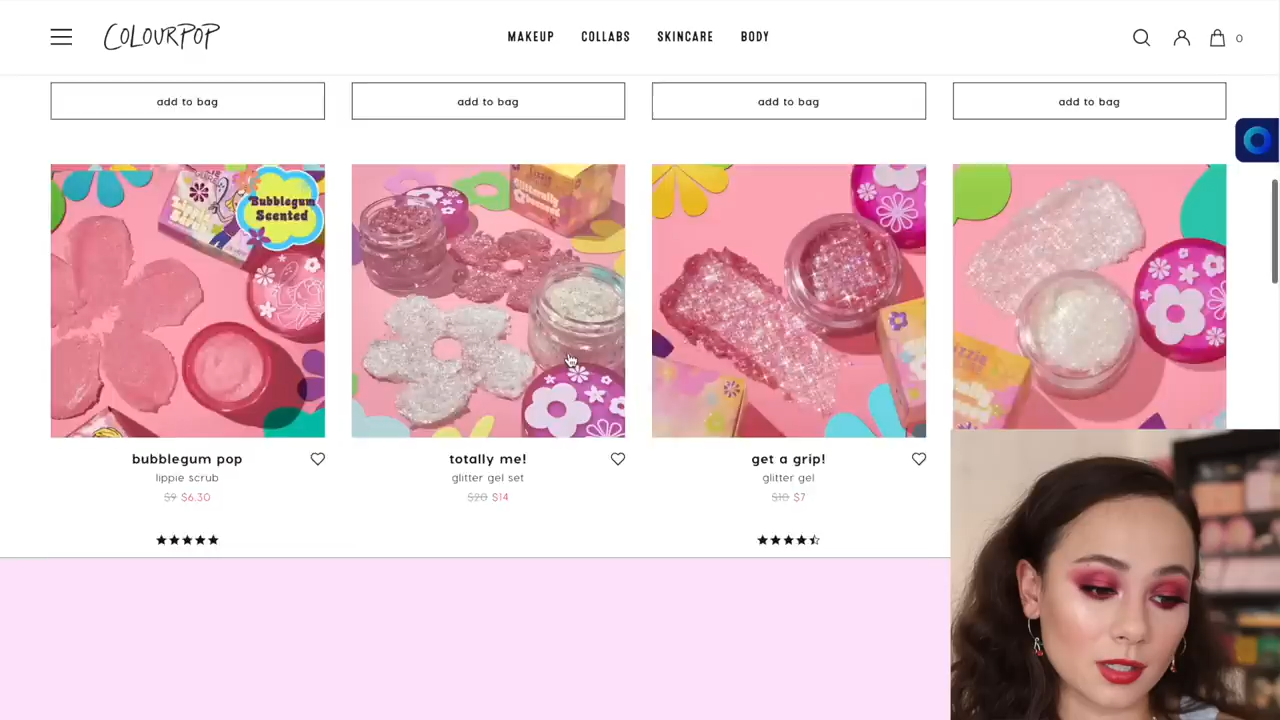 COLOURPOP
MAKEUP COLLABS SKINCARE BODY
0
add to bag add to bag add to bag add to bag
Bubblegum
Scented
bubblegum pop totally me! get a grip!
lippie scrub glitter gel set glitter gel
$9 $6.30 $20 $14 $10 $7